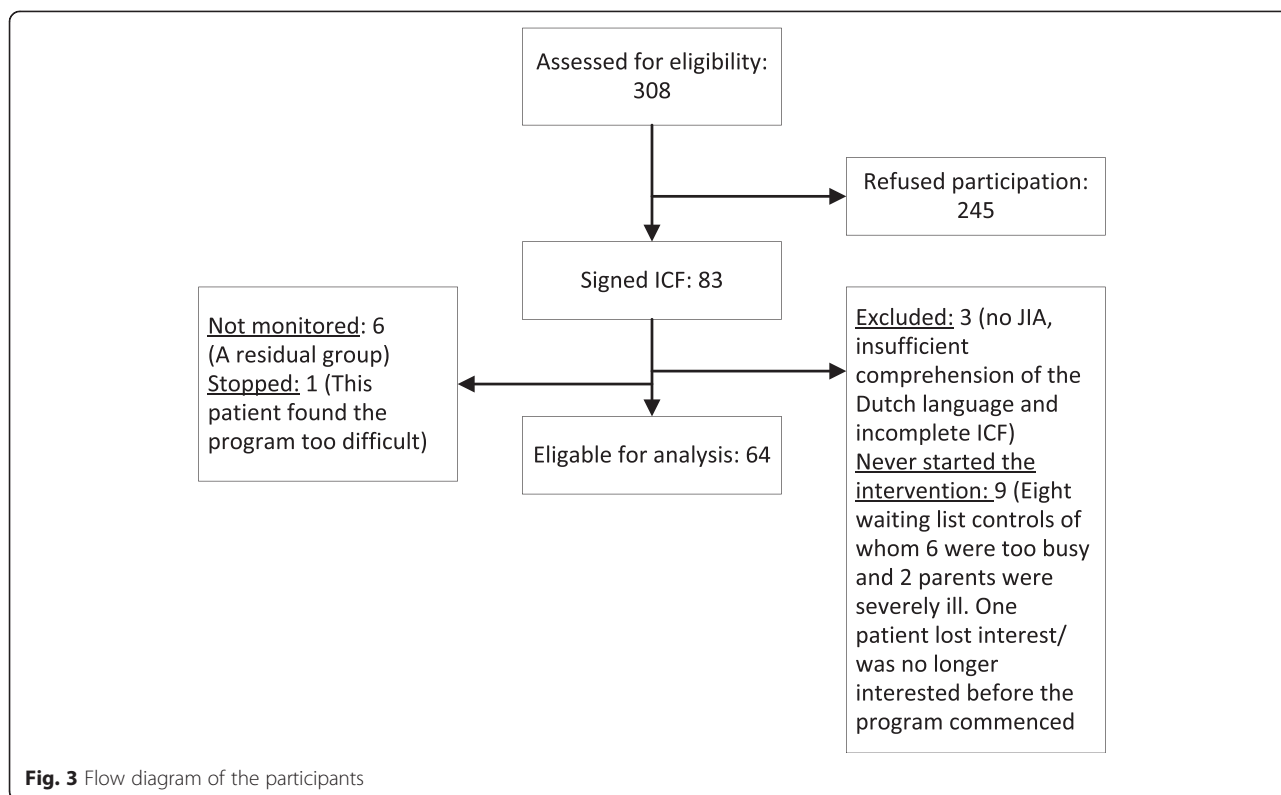 Assessed for eligibility:
308
Refused participation:
245
Signed ICF: 83
Not monitored: 6
(A residual group)
Stopped: 1 (This
patient found the
program too difficult)
Excluded: 3 (no JIA,
insufficient
comprehension of the
Dutch language and
incomplete ICF)
Never started the
intervention: 9 (Eight
waiting list controls of
whom 6 were too busy
and 2 parents were
severely ill. One
patient lost interest/
was no longer
interested before the
program commenced
Eligable for analysis: 64
Fig. 3 Flow diagram of the participants